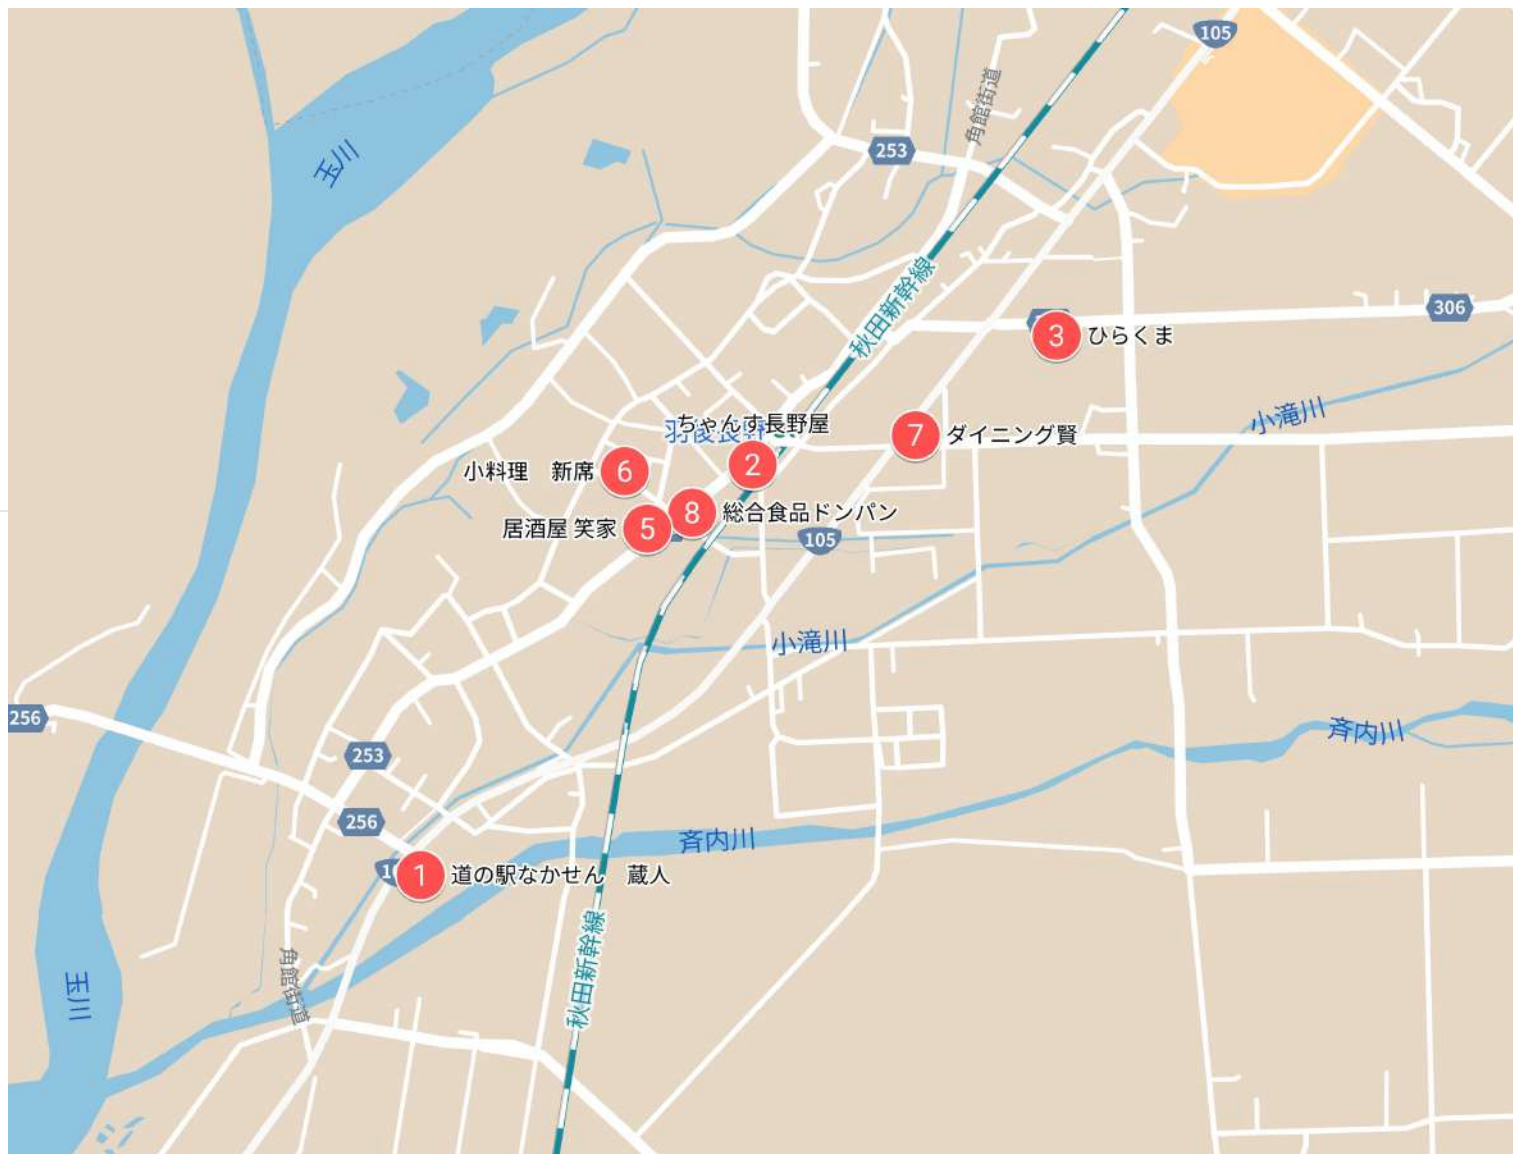 105
角館街道
253
玉川
秋田新幹線
306
3 ひらくま
小滝川
ちゃんす長野屋
羽後長野
7 ダイニング賢
2
小料理　新席 6
8 総合食品ドンパン
居酒屋 笑家 5
105
小滝川
256
斉内川
253
256
斉内川
1 道の駅なかせん　蔵人
秋田新幹線
角館街道
玉川